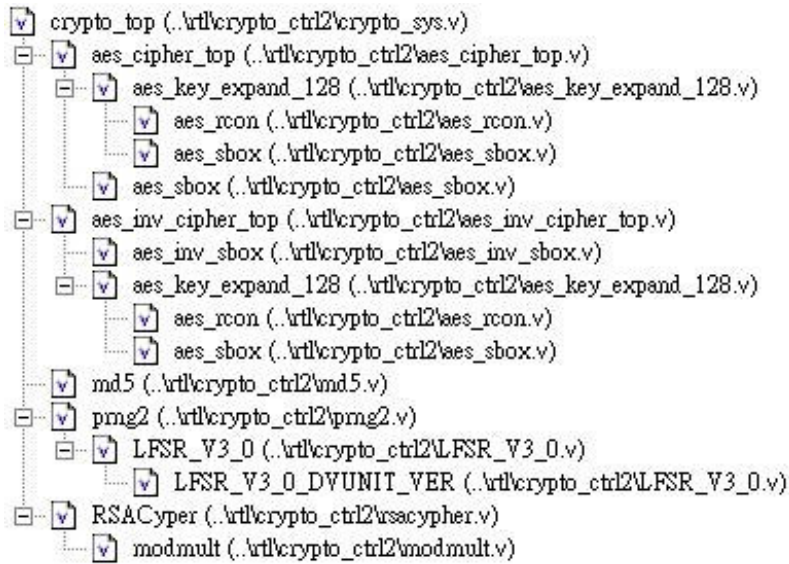 crypto_top (..\rtl\crypto_ctrl2\crypto_sys.v)
aes_cipher_top (..\rtl\crypto_ctrl2\aes_cipher_top.v)
aes_key_expand_128 (..\rtl\crypto_ctrl2\aes_key_expand_128.v)
aes_rcon (..\rtl\crypto_ctrl2\aes_rcon.v)
aes_sbox (..\rtl\crypto_ctrl2\aes_sbox.v)
aes_sbox (..\rtl\crypto_ctrl2\aes_sbox.v)
aes_inv_cipher_top (..\rtl\crypto_ctrl2\aes_inv_cipher_top.v)
aes_inv_sbox (..\rtl\crypto_ctrl2\aes_inv_sbox.v)
aes_key_expand_128 (..\rtl\crypto_ctrl2\aes_key_expand_128.v)
aes_rcon (..\rtl\crypto_ctrl2\aes_rcon.v)
aes_sbox (..\rtl\crypto_ctrl2\aes_sbox.v)
md5 (..\rtl\crypto_ctrl2\md5.v)
prng2 (..\rtl\crypto_ctrl2\prng2.v)
LFSR_V3_0 (..\rtl\crypto_ctrl2\LFSR_V3_0.v)
LFSR_V3_0_DVUNIT_VER (..\rtl\crypto_ctrl2\LFSR_V3_0.v)
RSACyper (..\rtl\crypto_ctrl2\rsacypher.v)
modmult (..\rtl\crypto_ctrl2\modmult.v)